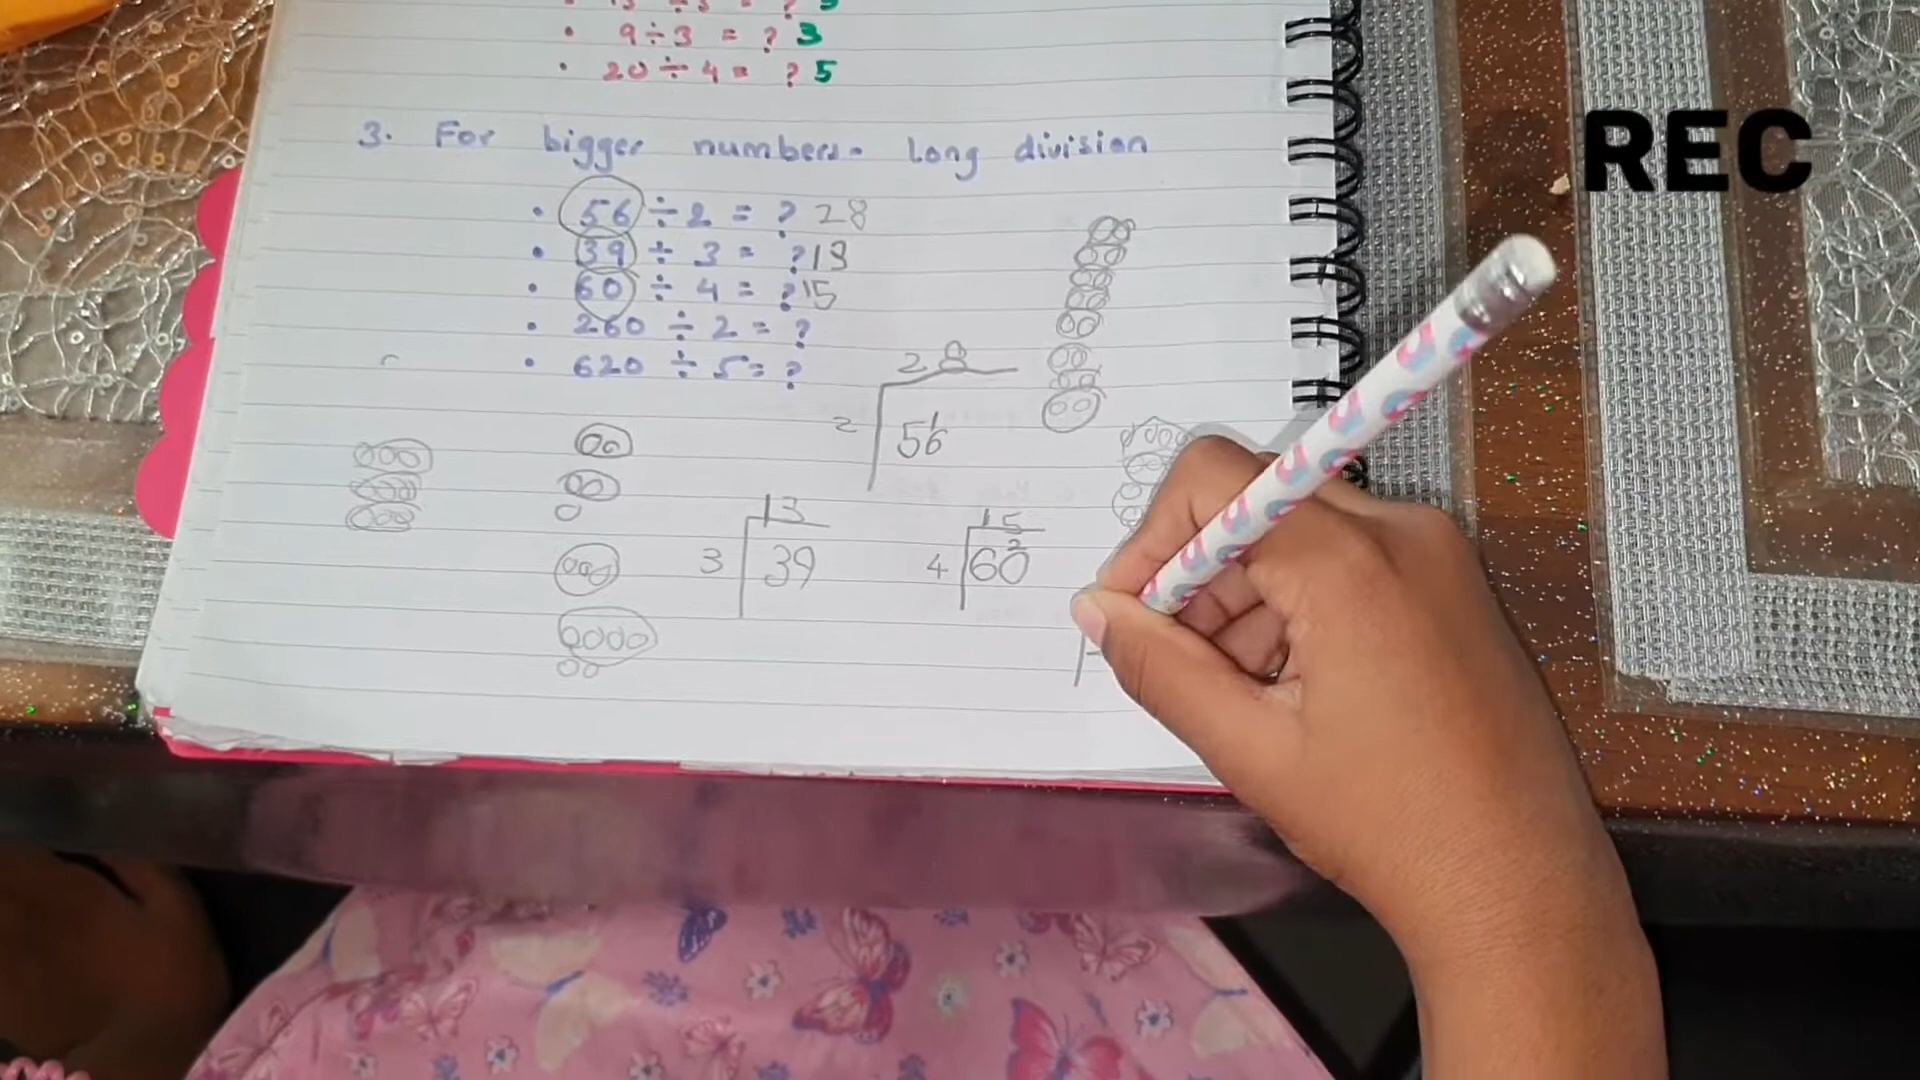 9 ÷ 3 = ? 3
20 ÷ 4 = ? 5
REC
3. For bigger numbers- long division
56 ÷ 2 = ? 28
39 ÷ 3 = ? 13
60 ÷ 4 = ? 15
260 ÷ 2 = ?
620 ÷ 5 = ?
28
2 56
13
3 39
15
4 60